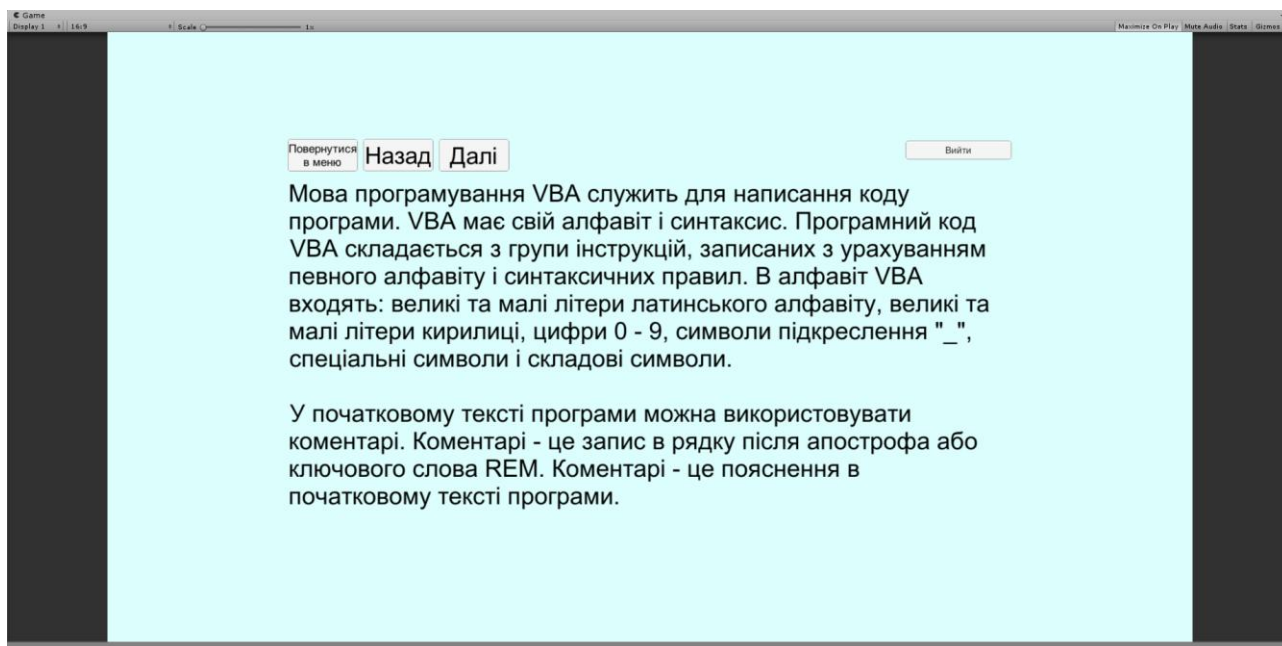 Game
Display 1 16:9 Scale 1x Maximize On Play Mute Audio Stats Gizmos
Повернутися
в меню
Назад Далі Вийти
Мова програмування VBA служить для написання коду
програми. VBA має свій алфавіт і синтаксис. Програмний код
VBA складається з групи інструкцій, записаних з урахуванням
певного алфавіту і синтаксичних правил. В алфавіт VBA
входять: великі та малі літери латинського алфавіту, великі та
малі літери кирилиці, цифри 0 - 9, символи підкреслення "_",
спеціальні символи і складові символи.
У початковому тексті програми можна використовувати
коментарі. Коментарі - це запис в рядку після апострофа або
ключового слова REM. Коментарі - це пояснення в
початковому тексті програми.